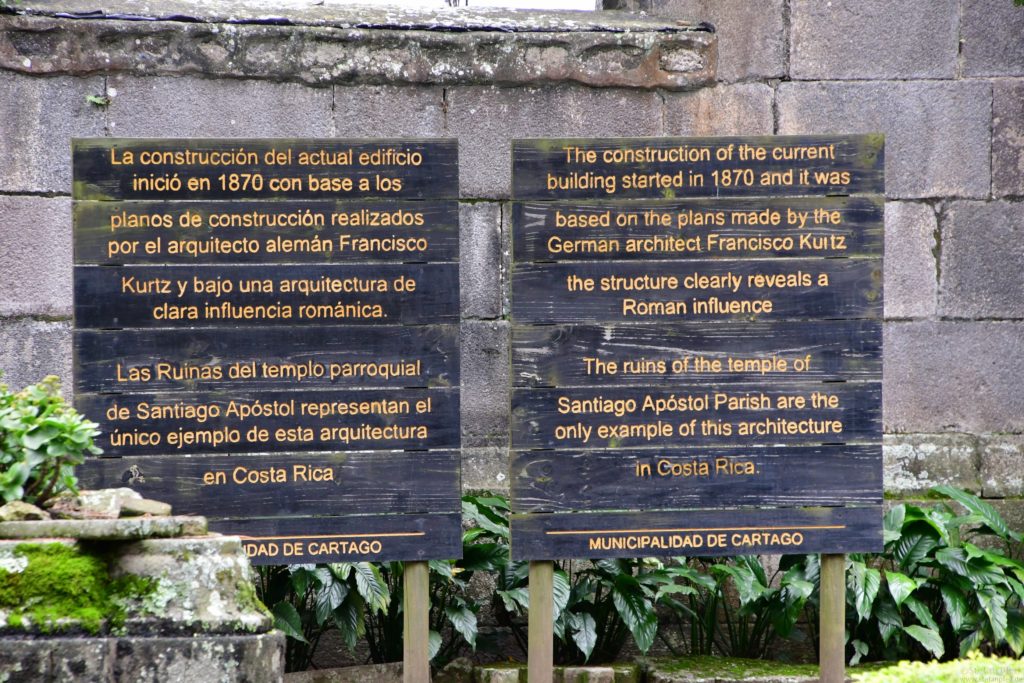 La construcción del actual edificio
inició en 1870 con base a los
planos de construcción realizados
por el arquitecto alemán Francisco
Kurtz y bajo una arquitectura de
clara influencia románica.
Las Ruinas del templo parroquial
de Santiago Apóstol representan el
único ejemplo de esta arquitectura
en Costa Rica
DE CARTAGO
The construction of the current
building started in 1870 and it was
based on the plans made by the
German architect Francisco Kurtz
the structure clearly reveals a
Roman influence
The ruins of the temple of
Santiago Apóstol Parish are the
only example of this architecture
in Costa Rica.
MUNICIPALIDAD DE CARTAGO